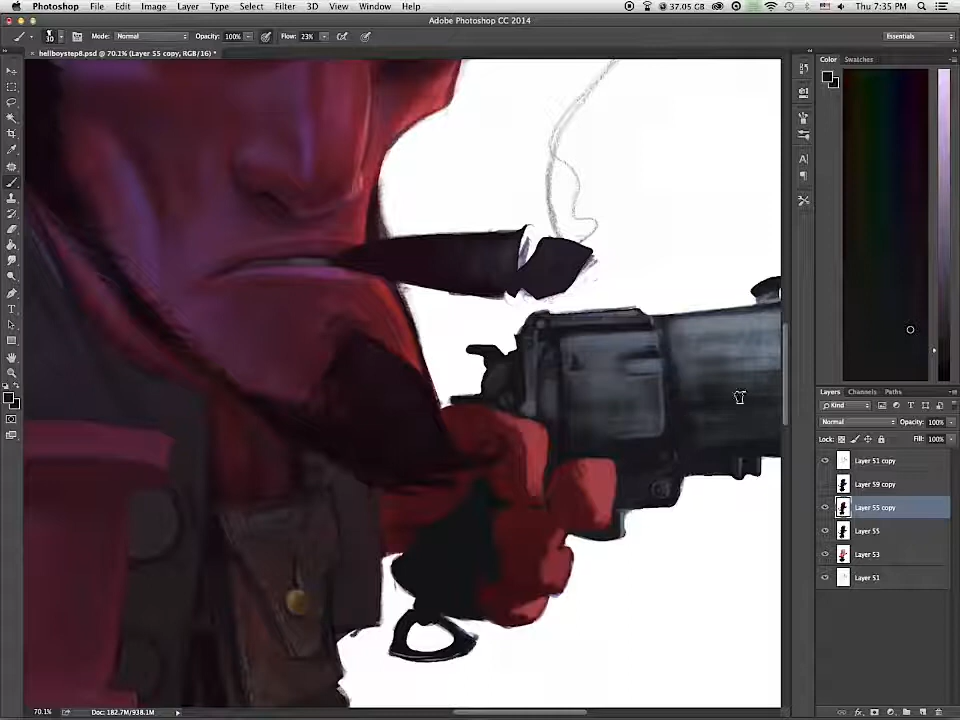 Photoshop File Edit Image Layer Type Select Filter 3D View Window Help 37.05 GB Thu 7:35 PM
Adobe Photoshop CC 2014
30 Mode: Normal Opacity: 100% Flow: 23% Essentials
hellboystep8.psd @ 70.1% (Layer 55 copy, RGB/16) *
Color Swatches
Layers Channels Paths
Kind
Normal Opacity: 100%
Lock: Fill: 100%
Layer 51 copy
Layer 59 copy
Layer 55 copy
Layer 55
Layer 53
Layer 51
70.1% Doc: 182.7M/938.1M